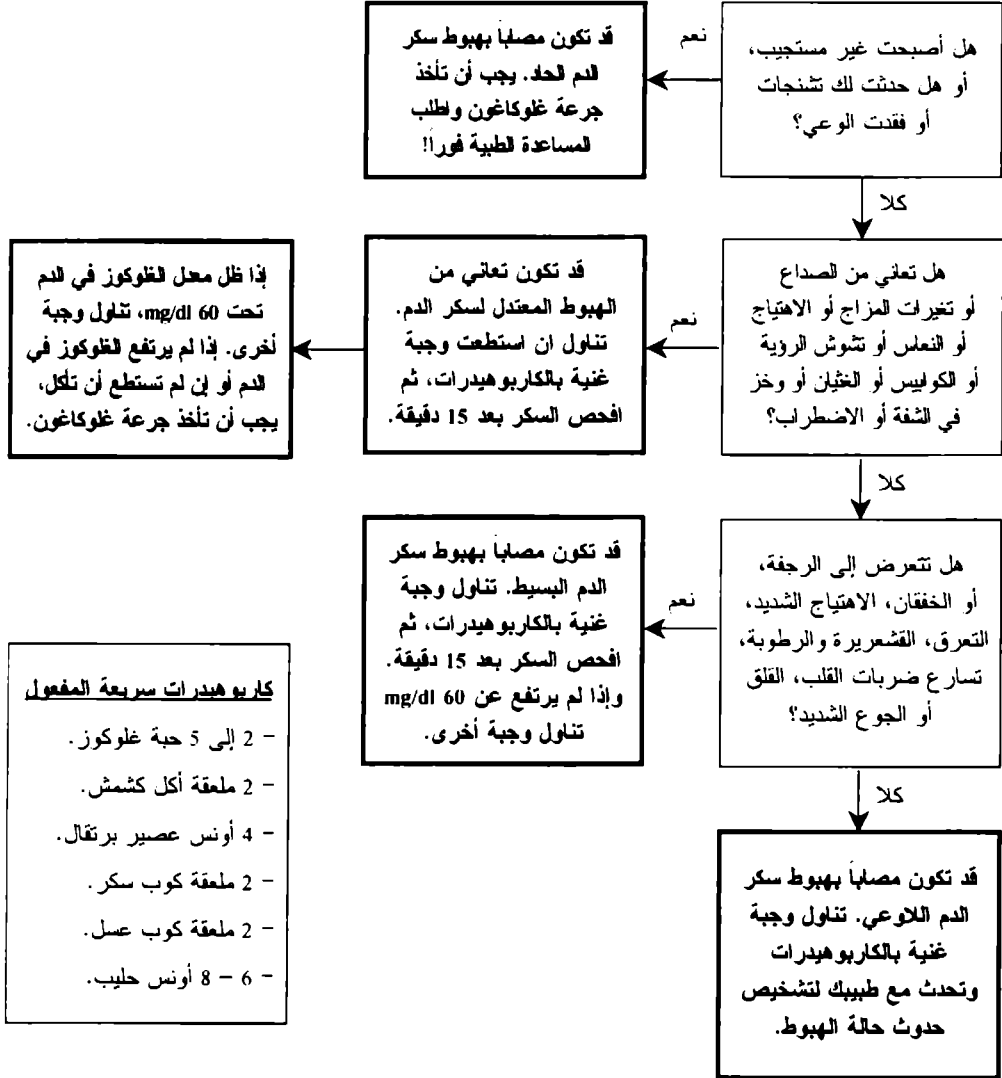 هل أصبحت غير مستجيب،
أو هل حدثت لك تشنجات
أو فقدت الوعي؟
نعم
قد تكون مصاباً بهبوط سكر
الدم الحاد. يجب أن تأخذ
جرعة غلوكاغون واطلب
المساعدة الطبية فوراً!
كلا
هل تعاني من الصداع
أو تغيرات المزاج أو الاهتياج
أو النعاس أو تشوش الرؤية
أو الكوابيس أو الغثيان أو وخز
في الشفة أو الاضطراب؟
نعم
قد تكون تعاني من
الهبوط المعتدل لسكر الدم.
تناول ان استطعت وجبة
غنية بالكاربوهيدرات، ثم
افحص السكر بعد 15 دقيقة.
إذا ظل معدل الغلوكوز في الدم
تحت 60 mg/dl، تناول وجبة
أخرى. إذا لم يرتفع الغلوكوز في
الدم أو إن لم تستطع أن تأكل،
يجب أن تأخذ جرعة غلوكاغون.
كلا
هل تتعرض إلى الرجفة،
أو الخفقان، الاهتياج الشديد،
التعرق، القشعريرة والرطوبة،
تسارع ضربات القلب، القلق
أو الجوع الشديد؟
نعم
قد تكون مصاباً بهبوط سكر
الدم البسيط. تناول وجبة
غنية بالكاربوهيدرات، ثم
افحص السكر بعد 15 دقيقة.
وإذا لم يرتفع عن 60 mg/dl
تناول وجبة أخرى.
كلا
قد تكون مصاباً بهبوط سكر
الدم اللاوعي. تناول وجبة
غنية بالكاربوهيدرات
وتحدث مع طبيبك لتشخيص
حدوث حالة الهبوط.
كاربوهيدرات سريعة المفعول
- 2 إلى 5 حبة غلوكوز.
- 2 ملعقة أكل كشمش.
- 4 أونس عصير برتقال.
- 2 ملعقة كوب سكر.
- 2 ملعقة كوب عسل.
- 6 - 8 أونس حليب.